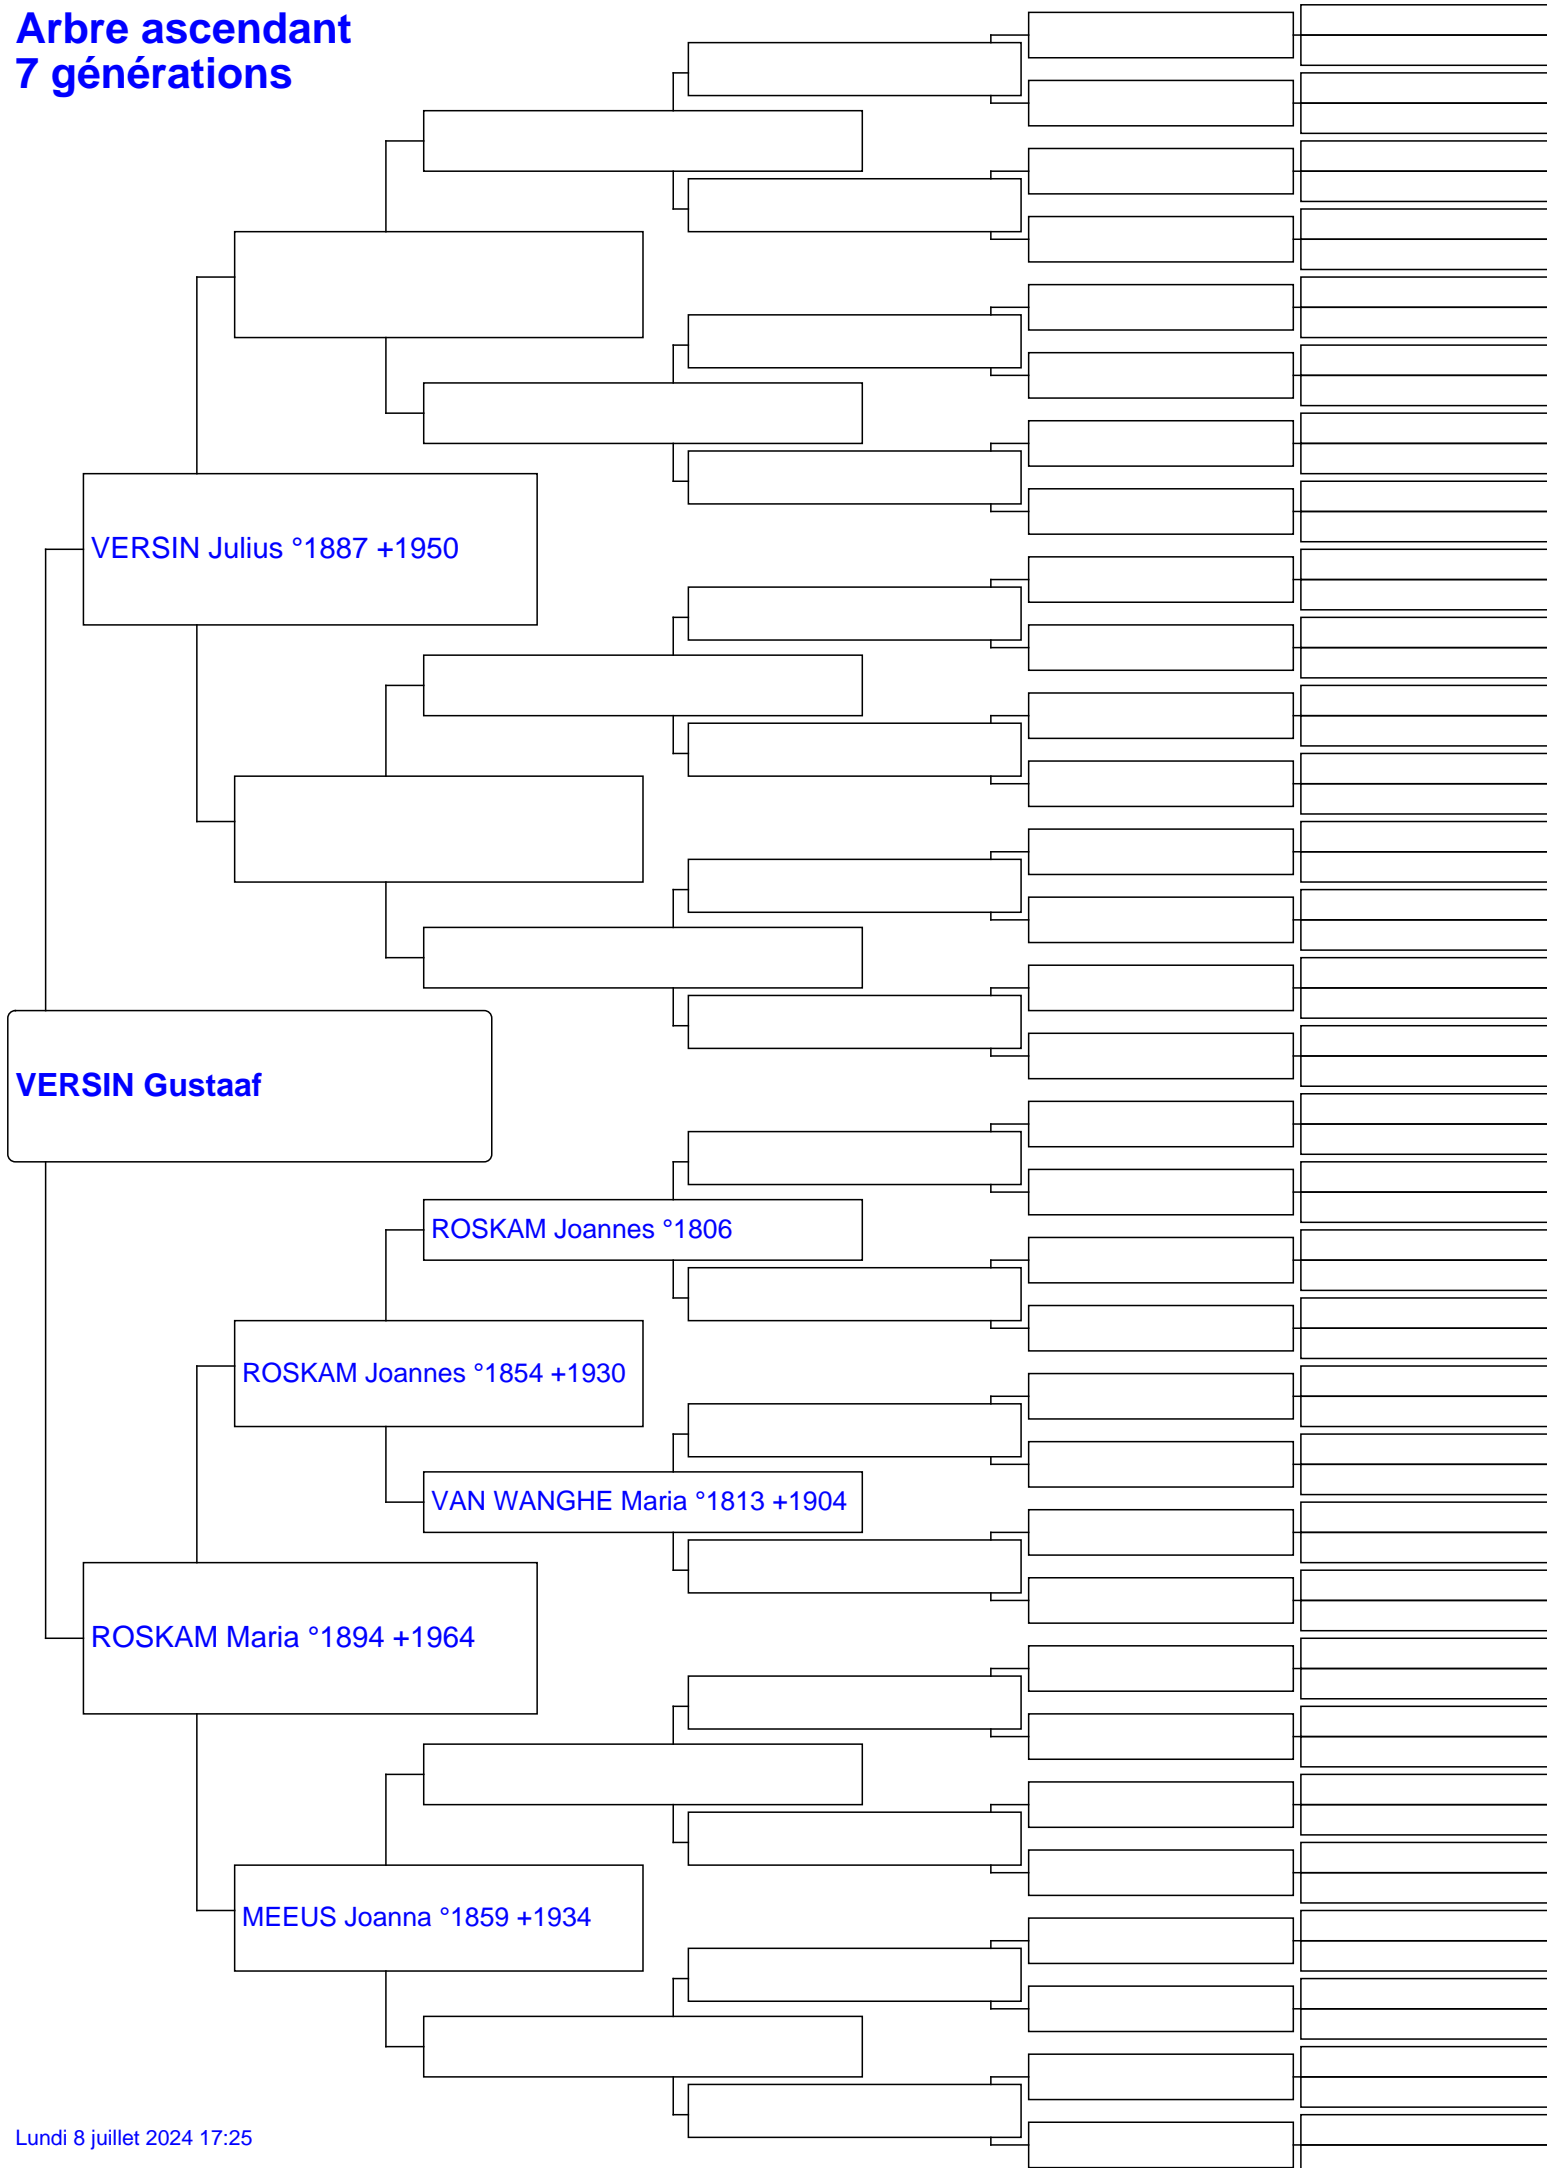 Arbre ascendant
7 générations
VERSIN Julius °1887 +1950
VERSIN Gustaaf
ROSKAM Joannes °1806
ROSKAM Joannes °1854 +1930
VAN WANGHE Maria °1813 +1904
ROSKAM Maria °1894 +1964
MEEUS Joanna °1859 +1934
Lundi 8 juillet 2024 17:25